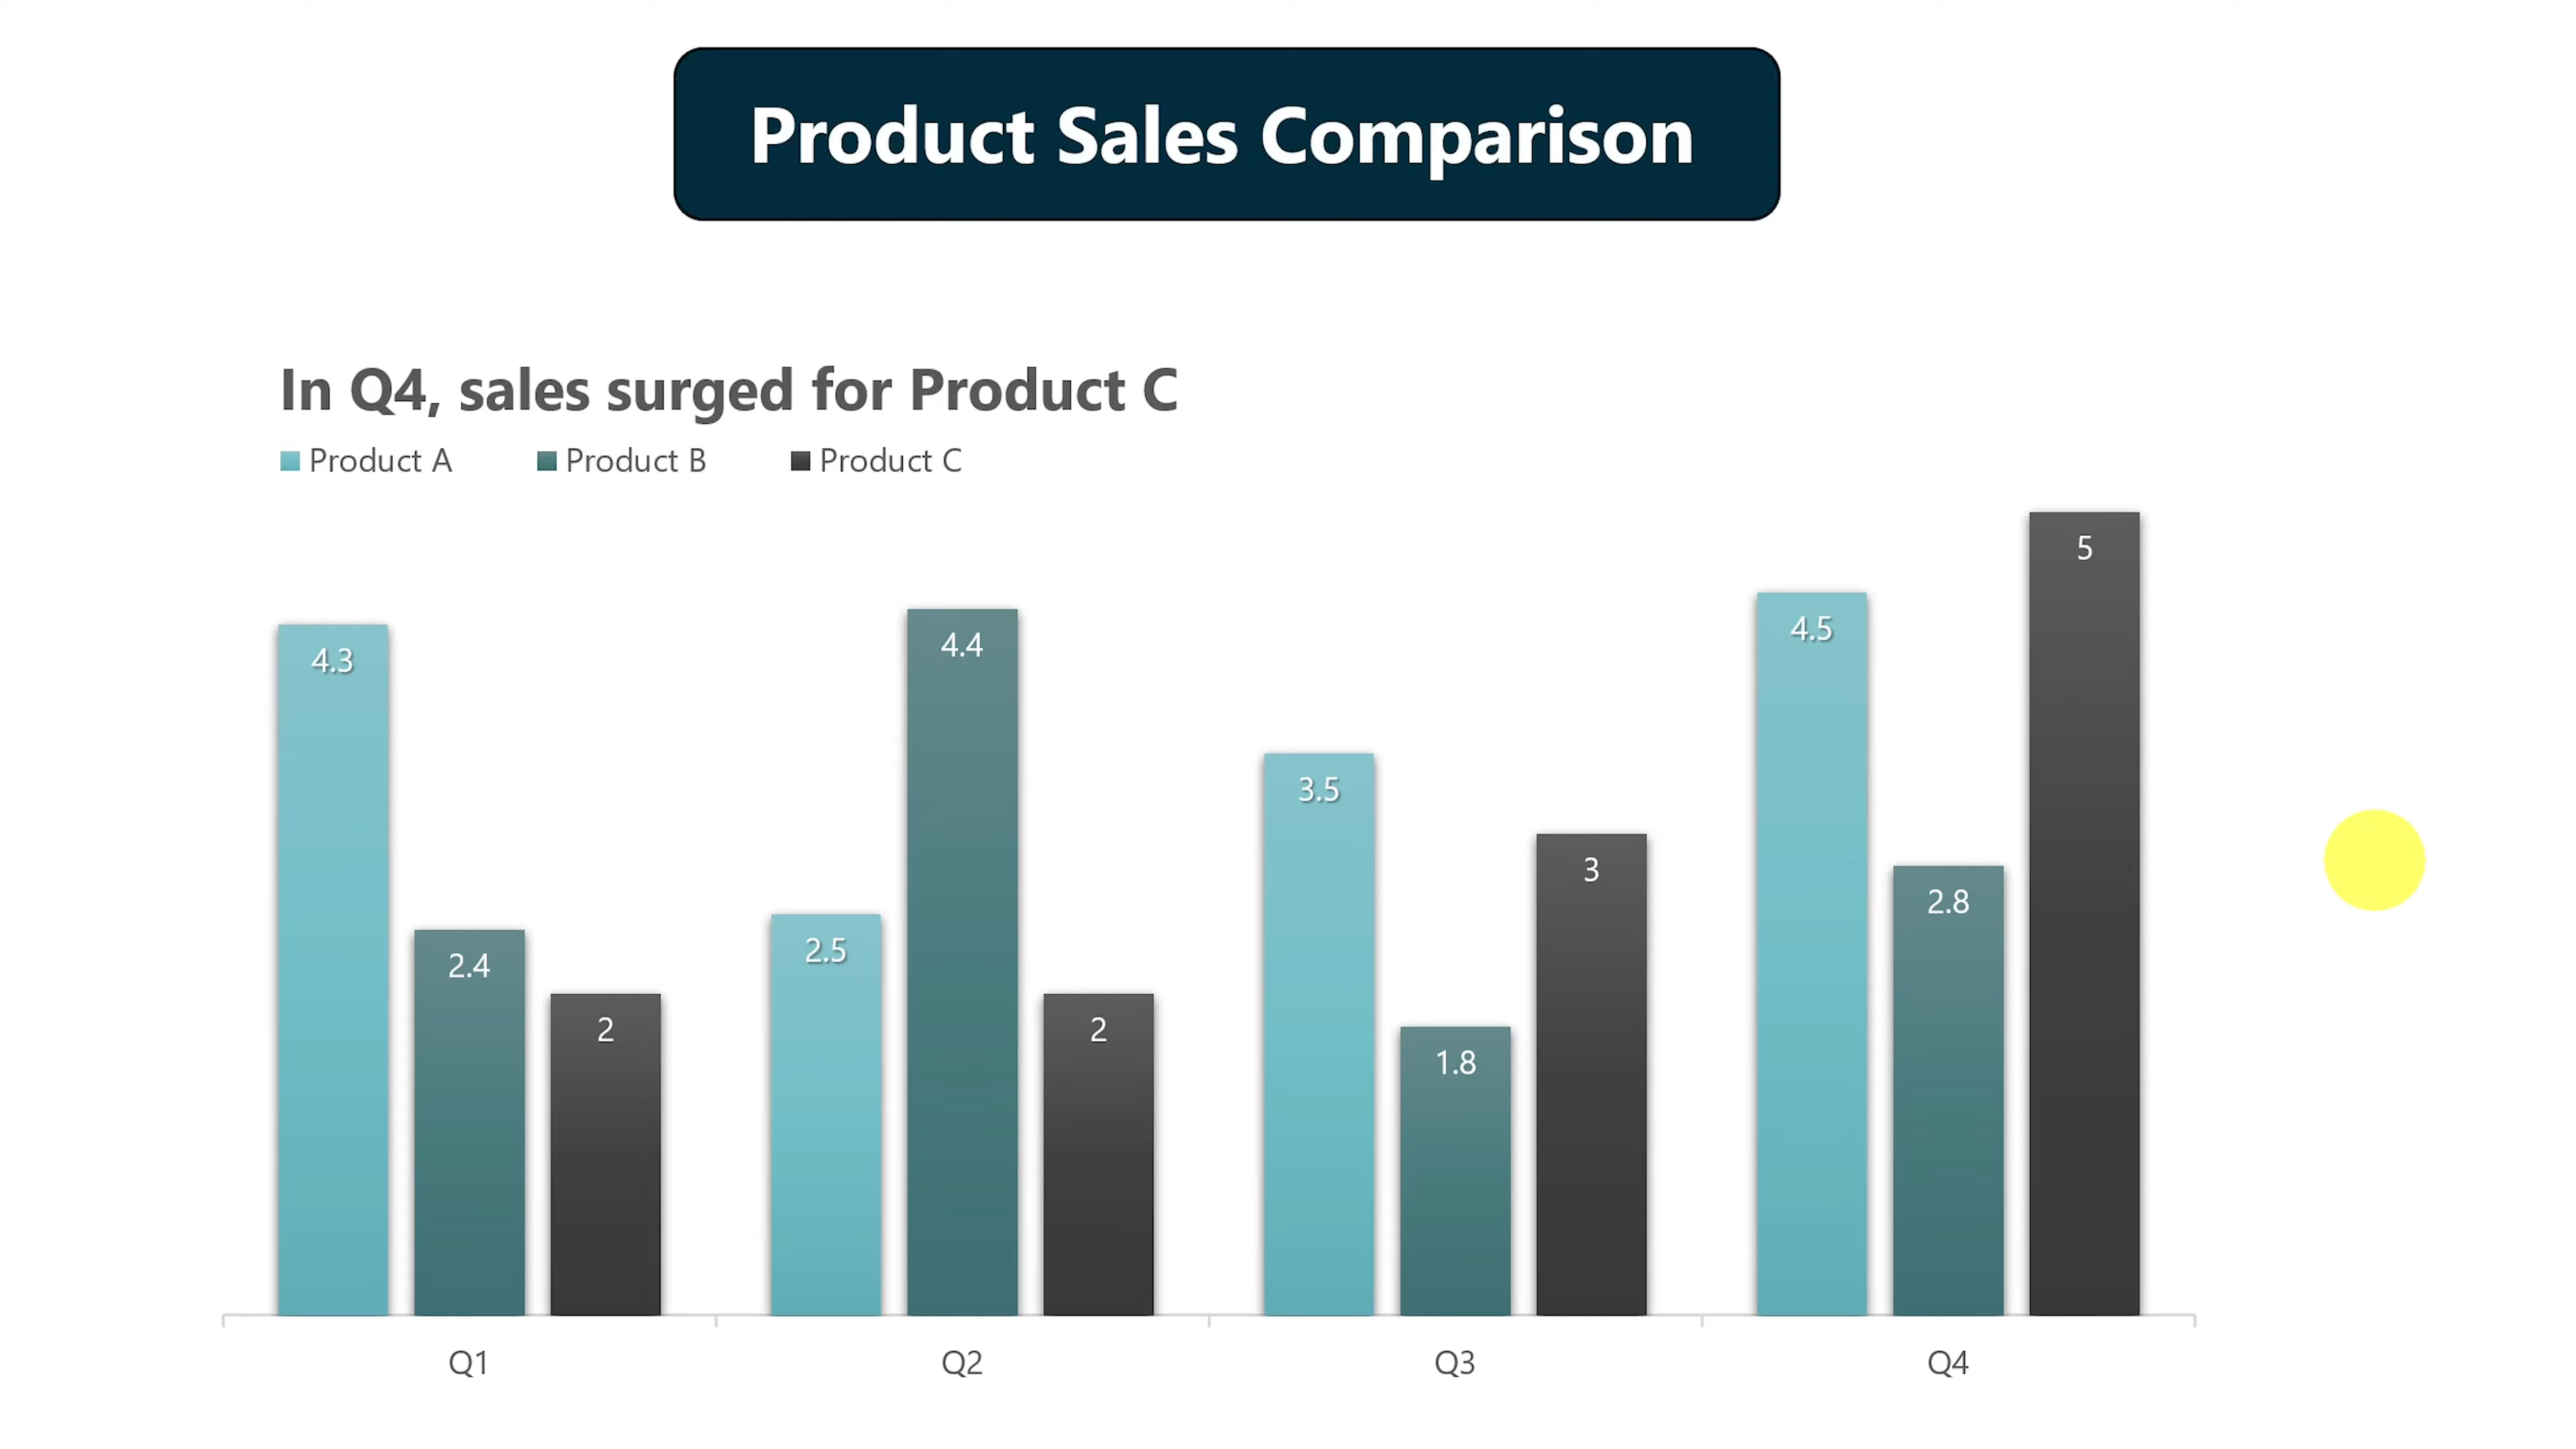 Product Sales Comparison
In Q4, sales surged for Product C
Product A Product B Product C
4.3 2.4 2 2.5 4.4 2 3.5 1.8 3 4.5 2.8 5
Q1 Q2 Q3 Q4